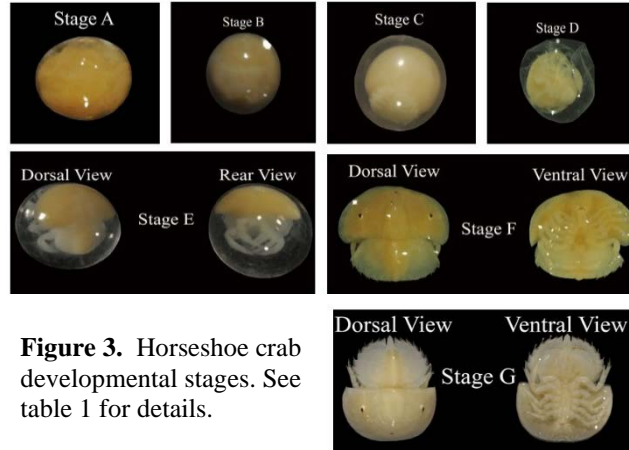 Stage A
Stage B
Stage C
Stage D
Dorsal View
Rear View
Stage E
Dorsal View
Ventral View
Stage F
Figure 3. Horseshoe crab
developmental stages. See
table 1 for details.
Dorsal View
Ventral View
Stage G